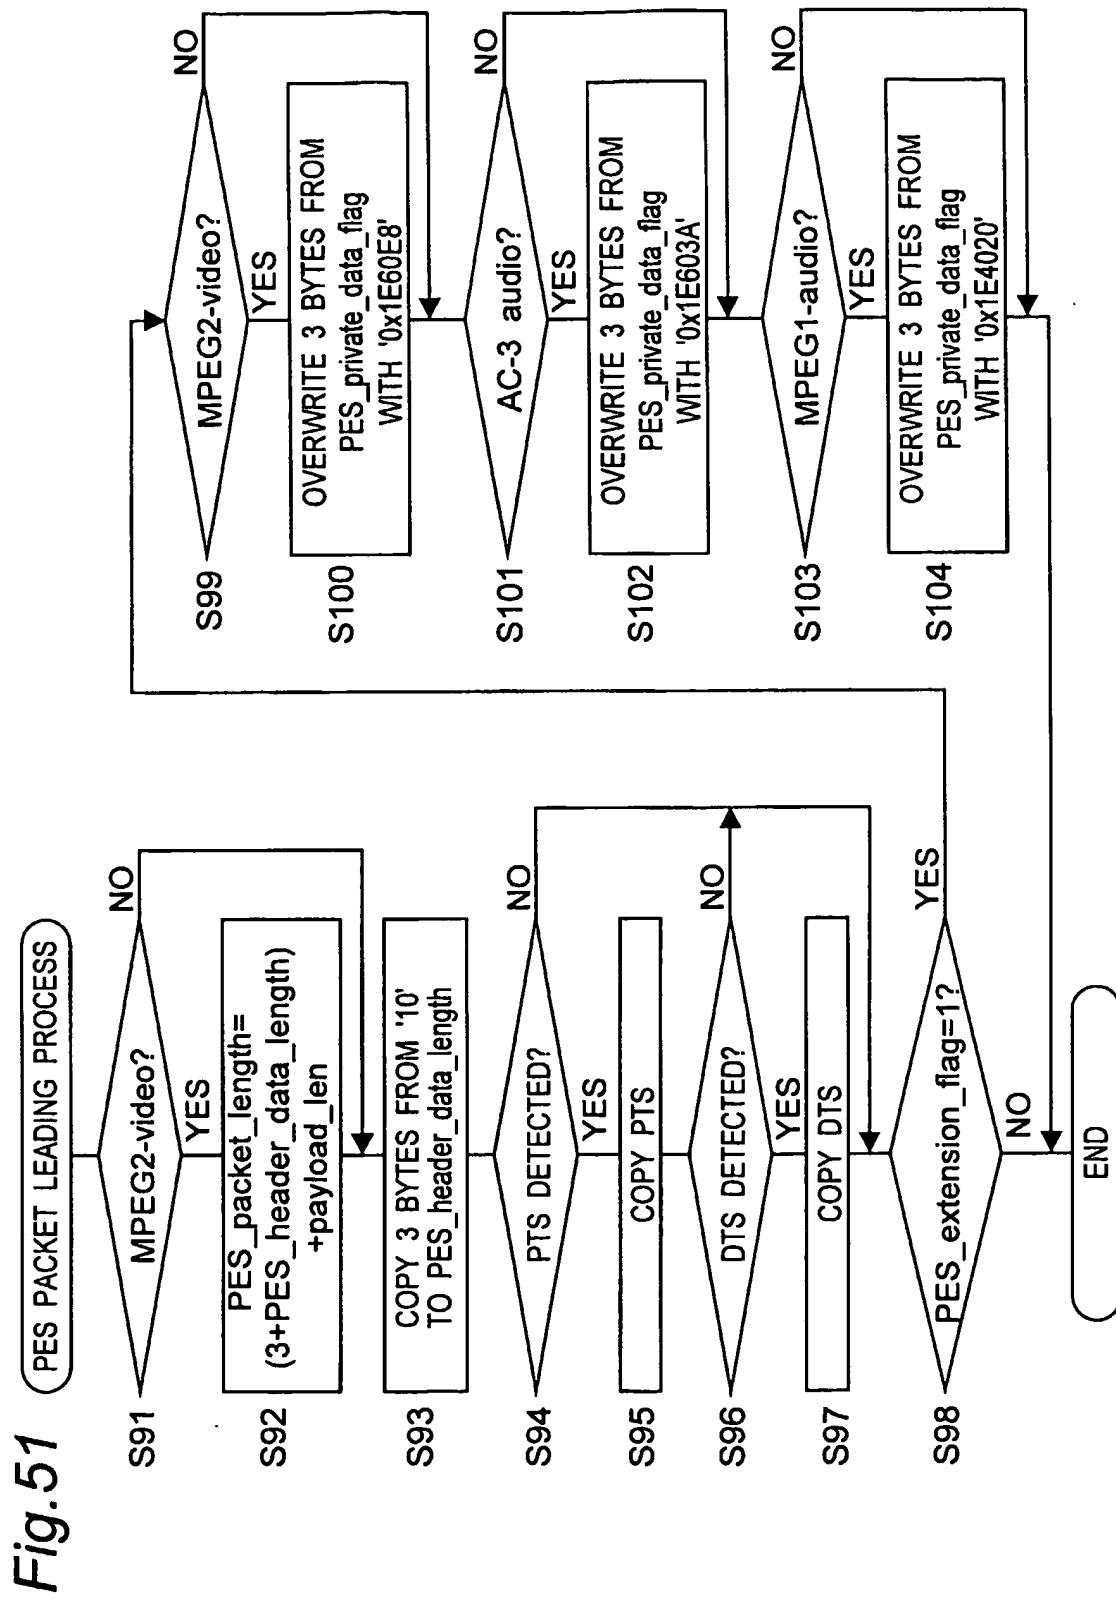 Fig.51
PES PACKET LEADING PROCESS
S91
MPEG2-video?
NO
YES
S92
PES_packet_length=
(3+PES_header_data_length)
+payload_len
S93
COPY 3 BYTES FROM '10'
TO PES_header_data_length
S94
PTS DETECTED?
NO
YES
S95
COPY PTS
S96
DTS DETECTED?
NO
YES
S97
COPY DTS
S98
PES_extension_flag=1?
YES
NO
END
S99
MPEG2-video?
NO
YES
S100
OVERWRITE 3 BYTES FROM
PES_private_data_flag
WITH '0x1E60E8'
S101
AC-3 audio?
NO
YES
S102
OVERWRITE 3 BYTES FROM
PES_private_data_flag
WITH '0x1E603A'
S103
MPEG1-audio?
NO
YES
S104
OVERWRITE 3 BYTES FROM
PES_private_data_flag
WITH '0x1E4020'